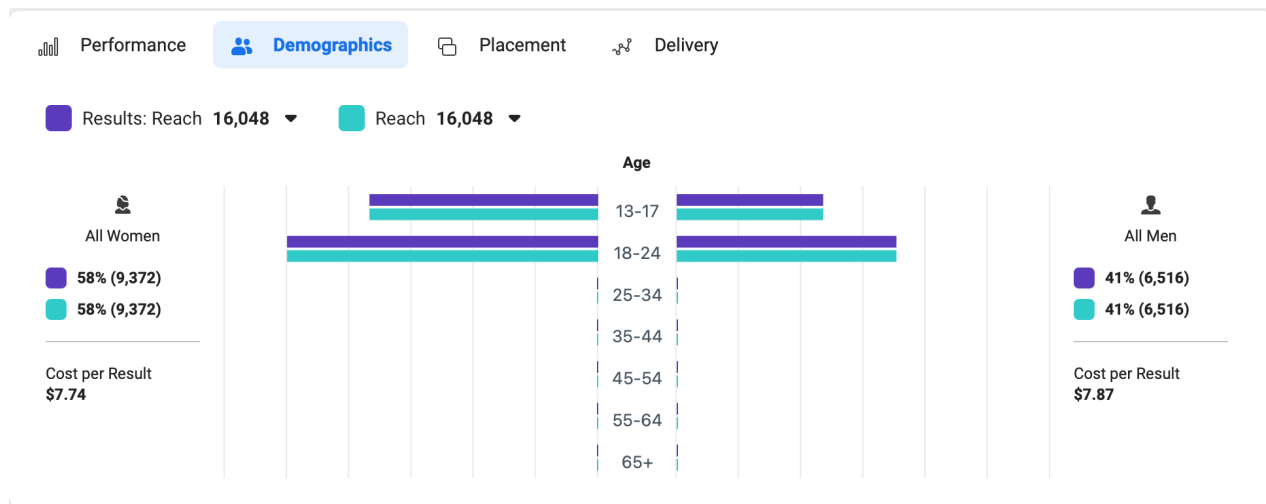 Performance
Demographics
Placement
Delivery
Results: Reach 16,048
Reach 16,048
Age
All Women
58% (9,372)
58% (9,372)
Cost per Result
$7.74
13-17
18-24
25-34
35-44
45-54
55-64
65+
All Men
41% (6,516)
41% (6,516)
Cost per Result
$7.87